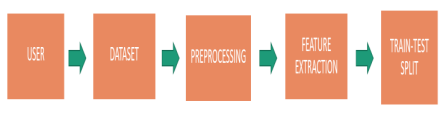 USER
DATASET
PREPROCESSING
FEATURE
EXTRACTION
TRAIN-TEST
SPLIT